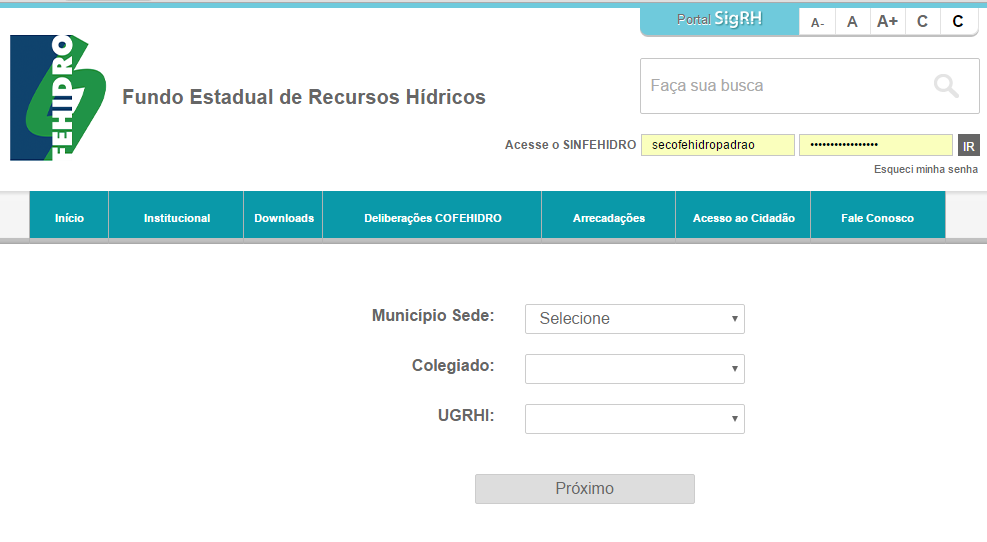 Portal SigRH
A- A A+ C C
FEHIDRO
Fundo Estadual de Recursos Hídricos
Faça sua busca
Acesse o SINFEHIDRO secofehidropadrao ••••••••••••••••• IR
Esqueci minha senha
Início Institucional Downloads Deliberações COFEHIDRO Arrecadações Acesso ao Cidadão Fale Conosco
Município Sede: Selecione
Colegiado:
UGRHI:
Próximo